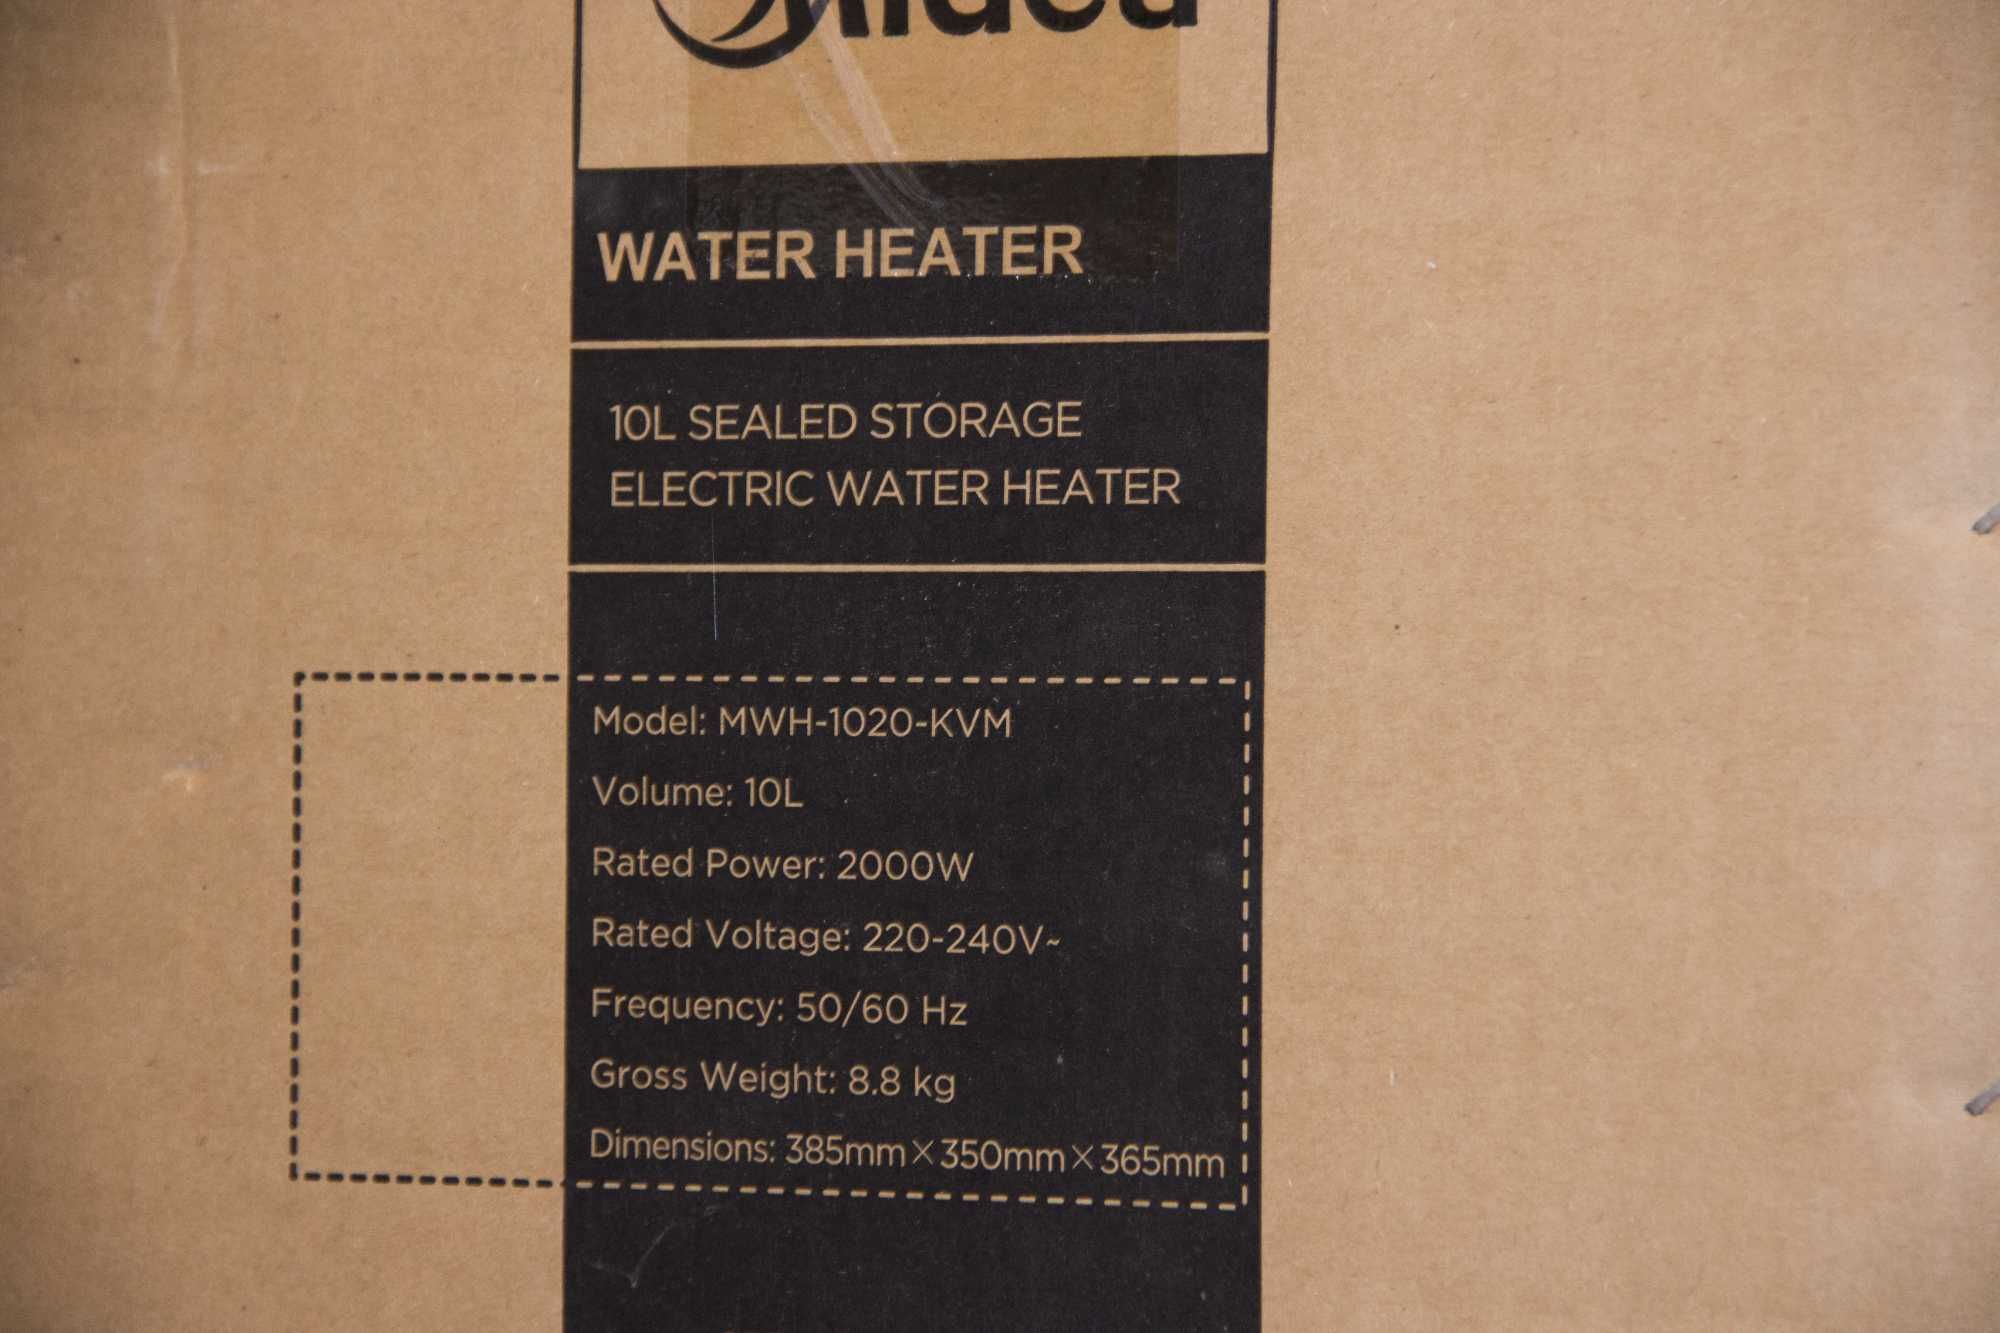 Midea
WATER HEATER
10L SEALED STORAGE
ELECTRIC WATER HEATER
Model: MWH-1020-KVM
Volume: 10L
Rated Power: 2000W
Rated Voltage: 220-240V~
Frequency: 50/60 Hz
Gross Weight: 8.8 kg
Dimensions: 385mm×350mm×365mm